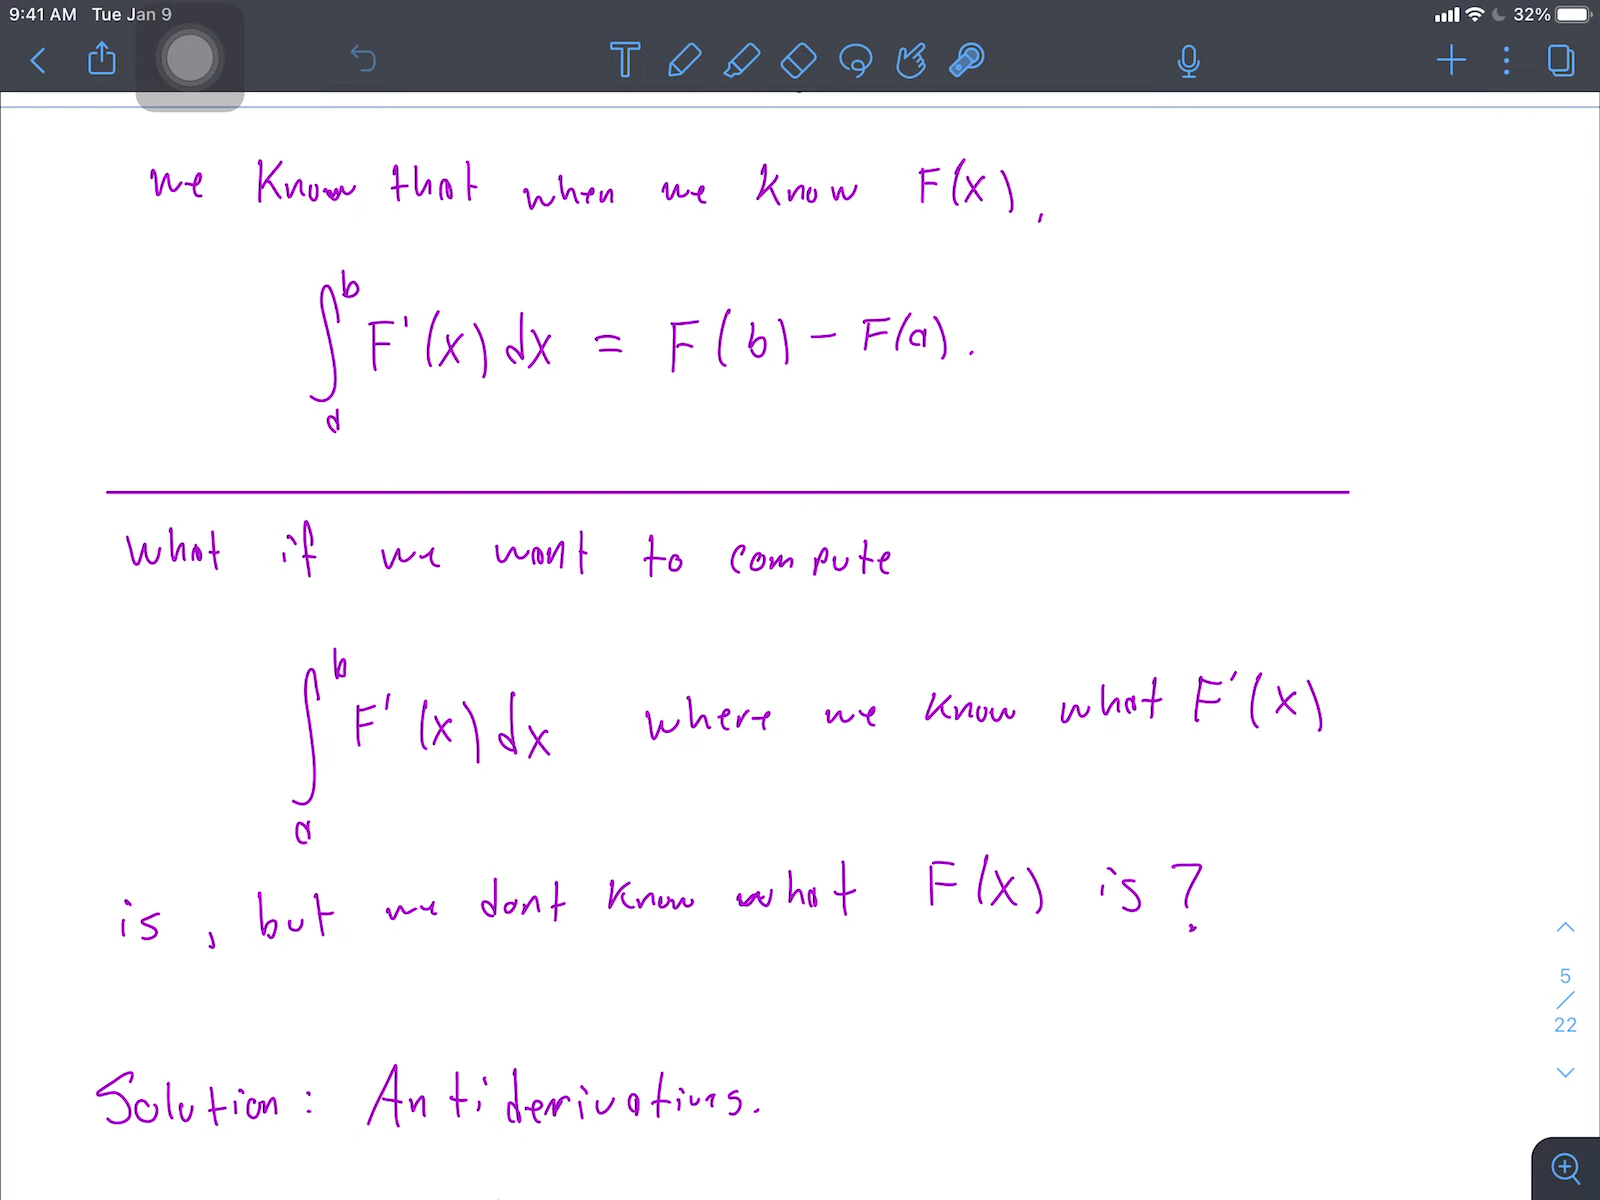 9:41 AM Tue Jan 9
32%
we know that when we know F(x),
∫_a^b F'(x) dx = F(b) - F(a).
what if we want to compute
∫_a^b F'(x) dx where we know what F'(x)
is, but we dont know what F(x) is?
5
/
22
Solution: Antiderivatives.